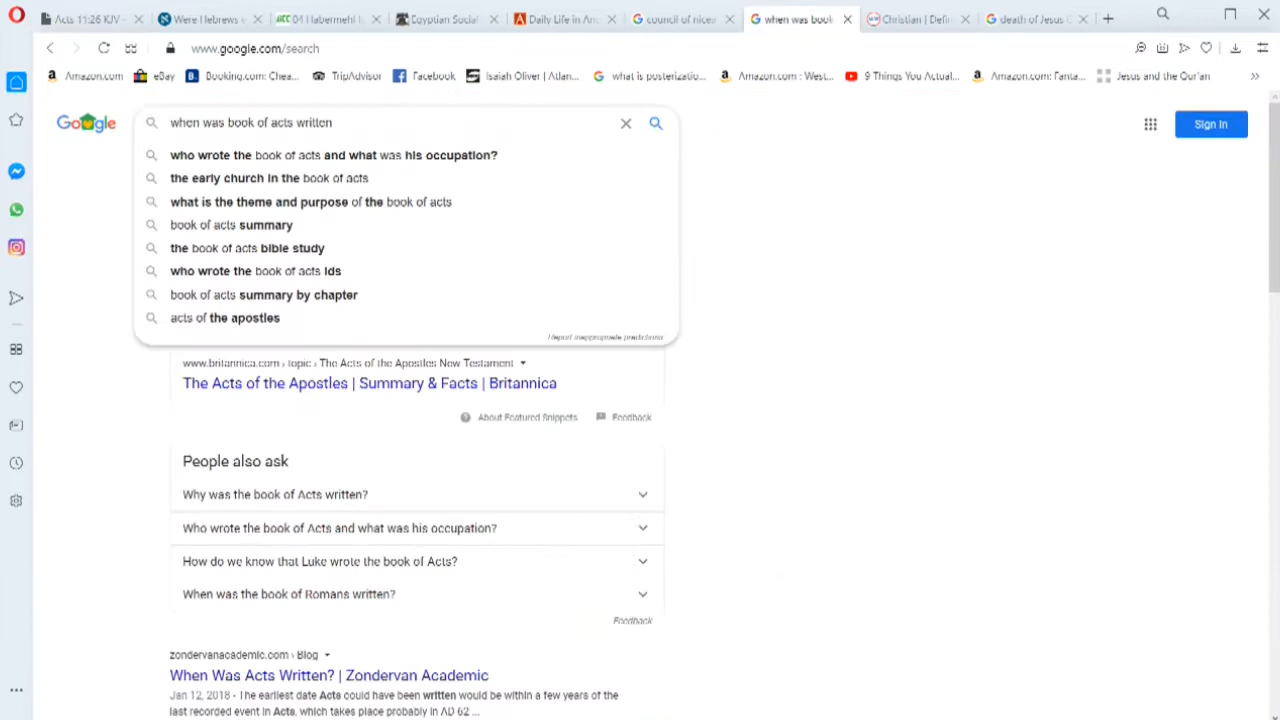 Acts 11:26 KJV -
Were Hebrews
04 Habermehl
Egyptian Social
Daily Life in Anc
council of nicea
when was book
Christian | Defin
death of Jesus C
www.google.com/search
Amazon.com
eBay
Booking.com: Chea...
TripAdvisor
Facebook
Isaiah Oliver | Atlan...
what is posterizatio...
Amazon.com : West...
9 Things You Actual...
Amazon.com: Fanta...
Jesus and the Qur'an
Google
when was book of acts written
Sign in
who wrote the book of acts and what was his occupation?
the early church in the book of acts
what is the theme and purpose of the book of acts
book of acts summary
the book of acts bible study
who wrote the book of acts lds
book of acts summary by chapter
acts of the apostles
Report inappropriate predictions
www.britannica.com › topic › The Acts of the Apostles New Testament
The Acts of the Apostles | Summary & Facts | Britannica
About Featured Snippets
Feedback
People also ask
Why was the book of Acts written?
Who wrote the book of Acts and what was his occupation?
How do we know that Luke wrote the book of Acts?
When was the book of Romans written?
Feedback
zondervanacademic.com › Blog
When Was Acts Written? | Zondervan Academic
Jan 12, 2018 - The earliest date Acts could have been written would be within a few years of the
last recorded event in Acts, which takes place probably in AD 62 ...